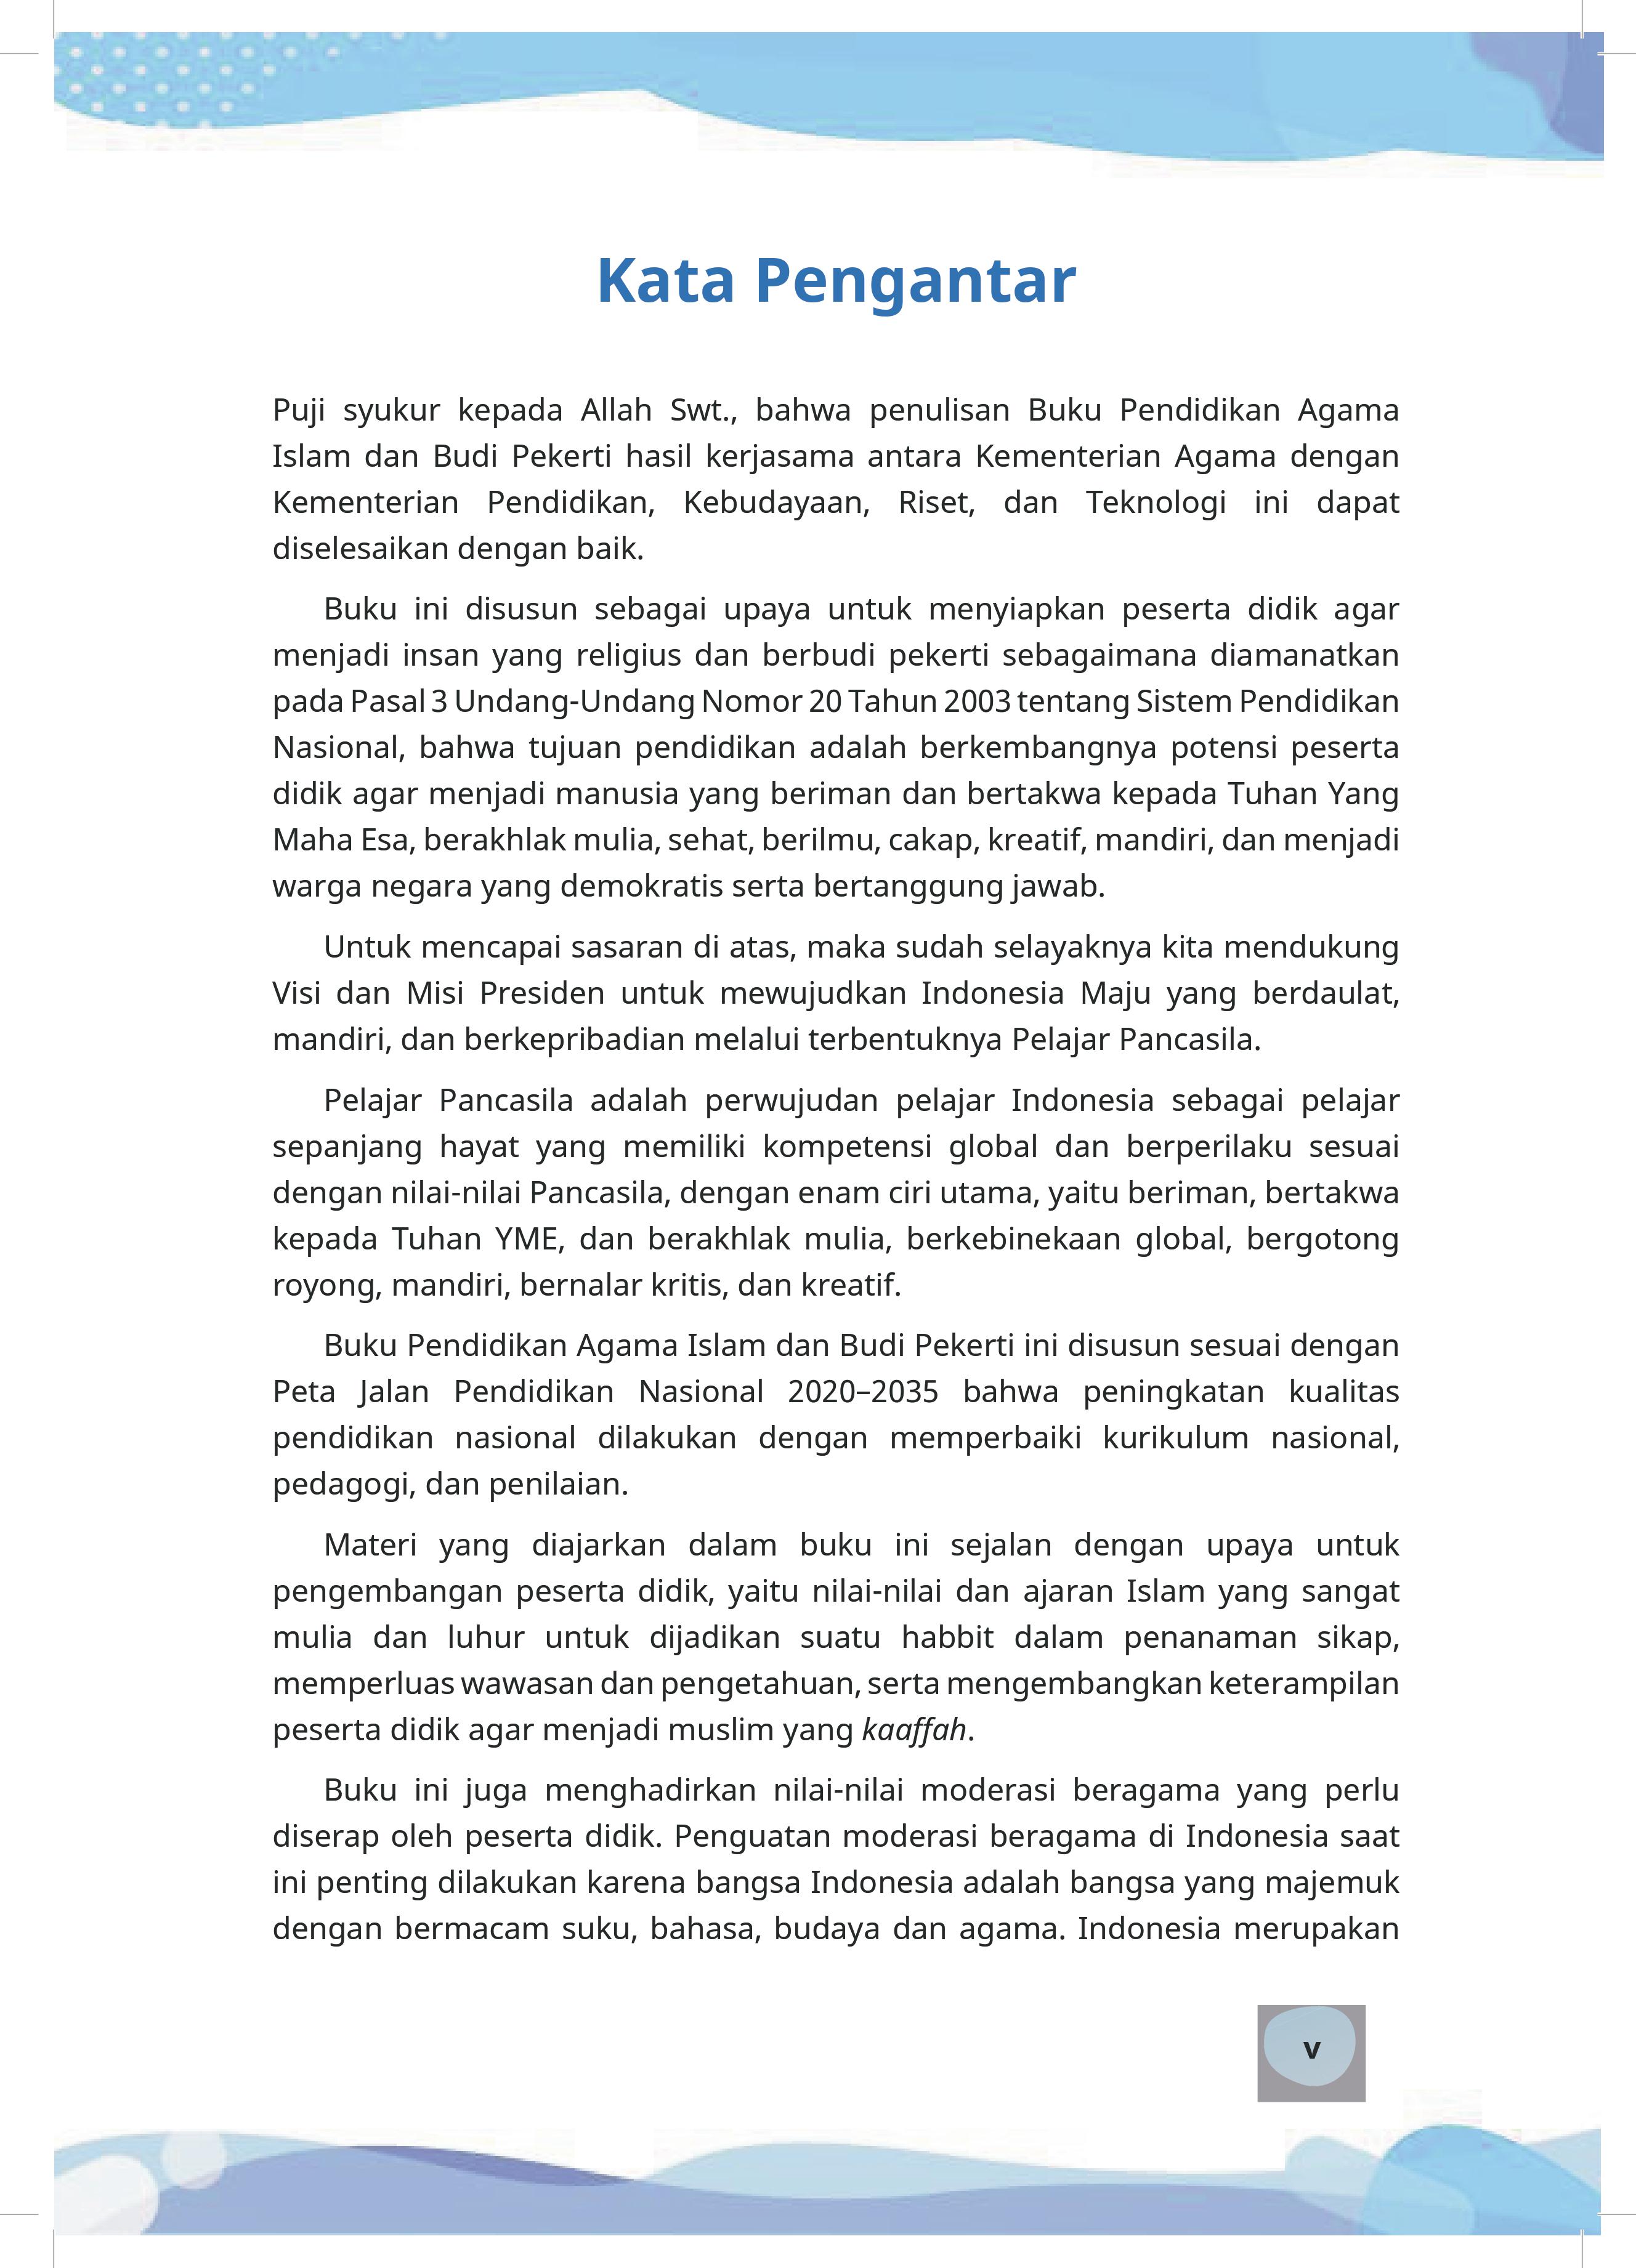 Kata Pengantar
Puji syukur kepada Allah Swt., bahwa penulisan Buku Pendidikan Agama
Islam dan Budi Pekerti hasil kerjasama antara Kementerian Agama dengan
Kementerian Pendidikan, Kebudayaan, Riset, dan Teknologi ini dapat
diselesaikan dengan baik.
Buku ini disusun sebagai upaya untuk menyiapkan peserta didik agar
menjadi insan yang religius dan berbudi pekerti sebagaimana diamanatkan
pada Pasal 3 Undang-Undang Nomor 20 Tahun 2003 tentang Sistem Pendidikan
Nasional, bahwa tujuan pendidikan adalah berkembangnya potensi peserta
didik agar menjadi manusia yang beriman dan bertakwa kepada Tuhan Yang
Maha Esa, berakhlak mulia, sehat, berilmu, cakap, kreatif, mandiri, dan menjadi
warga negara yang demokratis serta bertanggung jawab.
Untuk mencapai sasaran di atas, maka sudah selayaknya kita mendukung
Visi dan Misi Presiden untuk mewujudkan Indonesia Maju yang berdaulat,
mandiri, dan berkepribadian melalui terbentuknya Pelajar Pancasila.
Pelajar Pancasila adalah perwujudan pelajar Indonesia sebagai pelajar
sepanjang hayat yang memiliki kompetensi global dan berperilaku sesuai
dengan nilai-nilai Pancasila, dengan enam ciri utama, yaitu beriman, bertakwa
kepada Tuhan YME, dan berakhlak mulia, berkebinekaan global, bergotong
royong, mandiri, bernalar kritis, dan kreatif.
Buku Pendidikan Agama Islam dan Budi Pekerti ini disusun sesuai dengan
Peta Jalan Pendidikan Nasional 2020–2035 bahwa peningkatan kualitas
pendidikan nasional dilakukan dengan memperbaiki kurikulum nasional,
pedagogi, dan penilaian.
Materi yang diajarkan dalam buku ini sejalan dengan upaya untuk
pengembangan peserta didik, yaitu nilai-nilai dan ajaran Islam yang sangat
mulia dan luhur untuk dijadikan suatu habbit dalam penanaman sikap,
memperluas wawasan dan pengetahuan, serta mengembangkan keterampilan
peserta didik agar menjadi muslim yang kaaffah.
Buku ini juga menghadirkan nilai-nilai moderasi beragama yang perlu
diserap oleh peserta didik. Penguatan moderasi beragama di Indonesia saat
ini penting dilakukan karena bangsa Indonesia adalah bangsa yang majemuk
dengan bermacam suku, bahasa, budaya dan agama. Indonesia merupakan
v